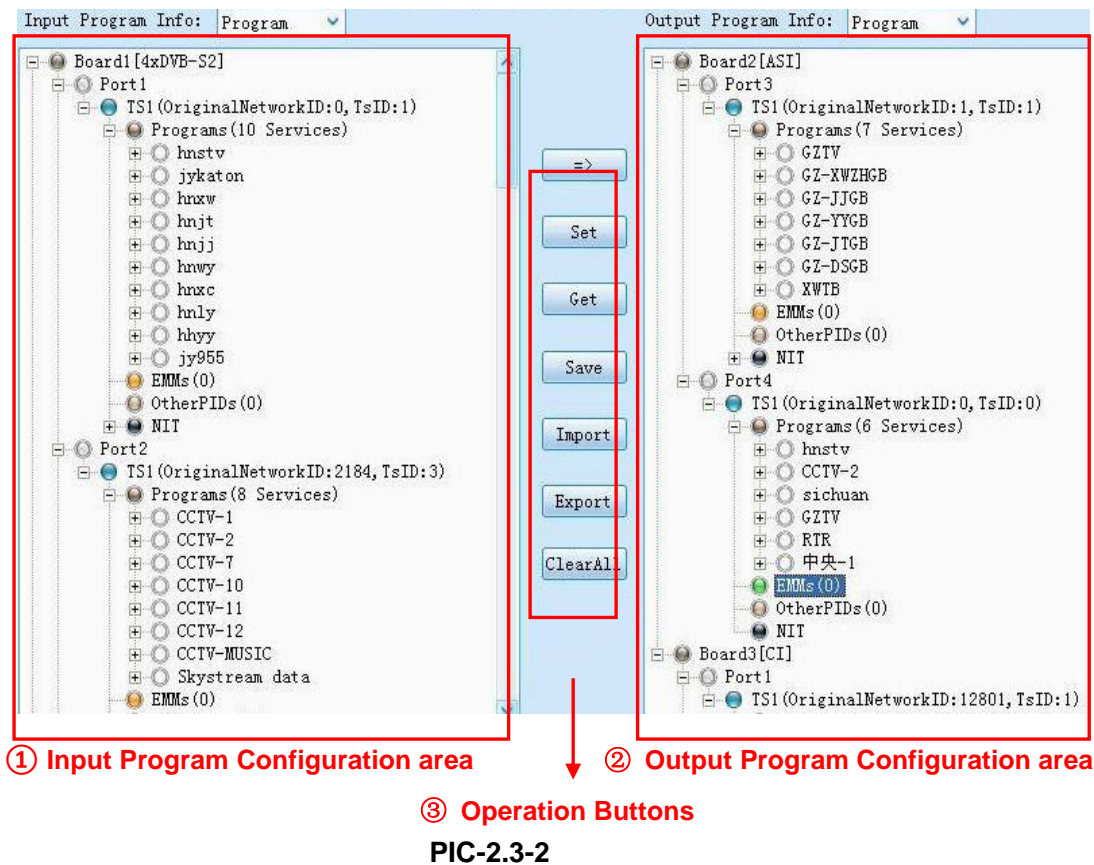 Input Program Info: Program
Board1[4xDVB-S2]
Port1
TS1(OriginalNetworkID:0,TsID:1)
Programs(10 Services)
hnstv
jykaton
hnxw
hnjt
hnjj
hnwy
hnxc
hnly
hhyy
jy955
EMMs(0)
OtherPIDs(0)
NIT
Port2
TS1(OriginalNetworkID:2184,TsID:3)
Programs(8 Services)
CCTV-1
CCTV-2
CCTV-7
CCTV-10
CCTV-11
CCTV-12
CCTV-MUSIC
Skystream data
EMMs(0)
=>
Set
Get
Save
Import
Export
ClearAll
Output Program Info: Program
Board2[ASI]
Port3
TS1(OriginalNetworkID:1,TsID:1)
Programs(7 Services)
GZTV
GZ-XWZHGB
GZ-JJGB
GZ-YYGB
GZ-JTGB
GZ-DSGB
XWTB
EMMs(0)
OtherPIDs(0)
NIT
Port4
TS1(OriginalNetworkID:0,TsID:0)
Programs(6 Services)
hnstv
CCTV-2
sichuan
GZTV
RTR
中央-1
EMMs(0)
OtherPIDs(0)
NIT
Board3[CI]
Port1
TS1(OriginalNetworkID:12801,TsID:1)
① Input Program Configuration area
② Output Program Configuration area
③ Operation Buttons
PIC-2.3-2